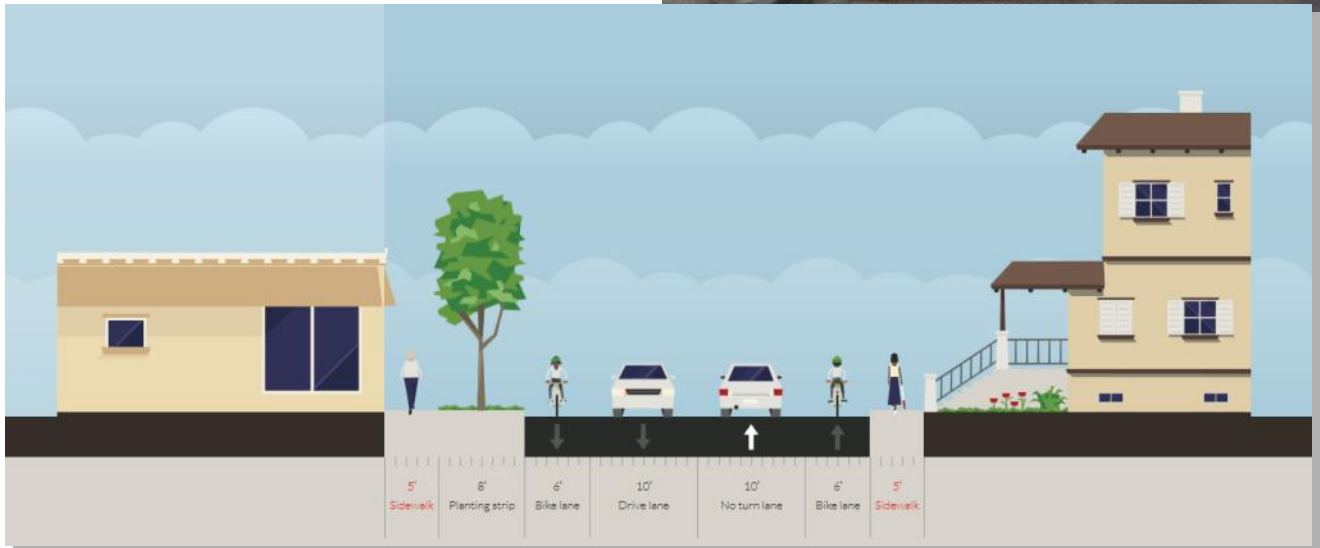 5' 8' 6' 10' 10' 6' 5'
Sidewalk Planting strip Bike lane Drive lane No turn lane Bike lane Sidewalk